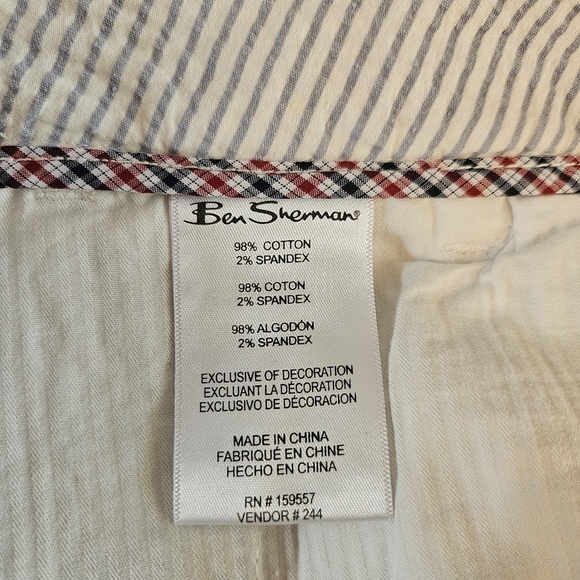 Ben Sherman®
98% COTTON
2% SPANDEX
98% COTON
2% SPANDEX
98% ALGODÓN
2% SPANDEX
EXCLUSIVE OF DECORATION
EXCLUANT LA DÉCORATION
EXCLUSIVO DE DECORACIÓN
MADE IN CHINA
FABRIQUÉ EN CHINE
HECHO EN CHINA
RN # 159557
VENDOR # 244